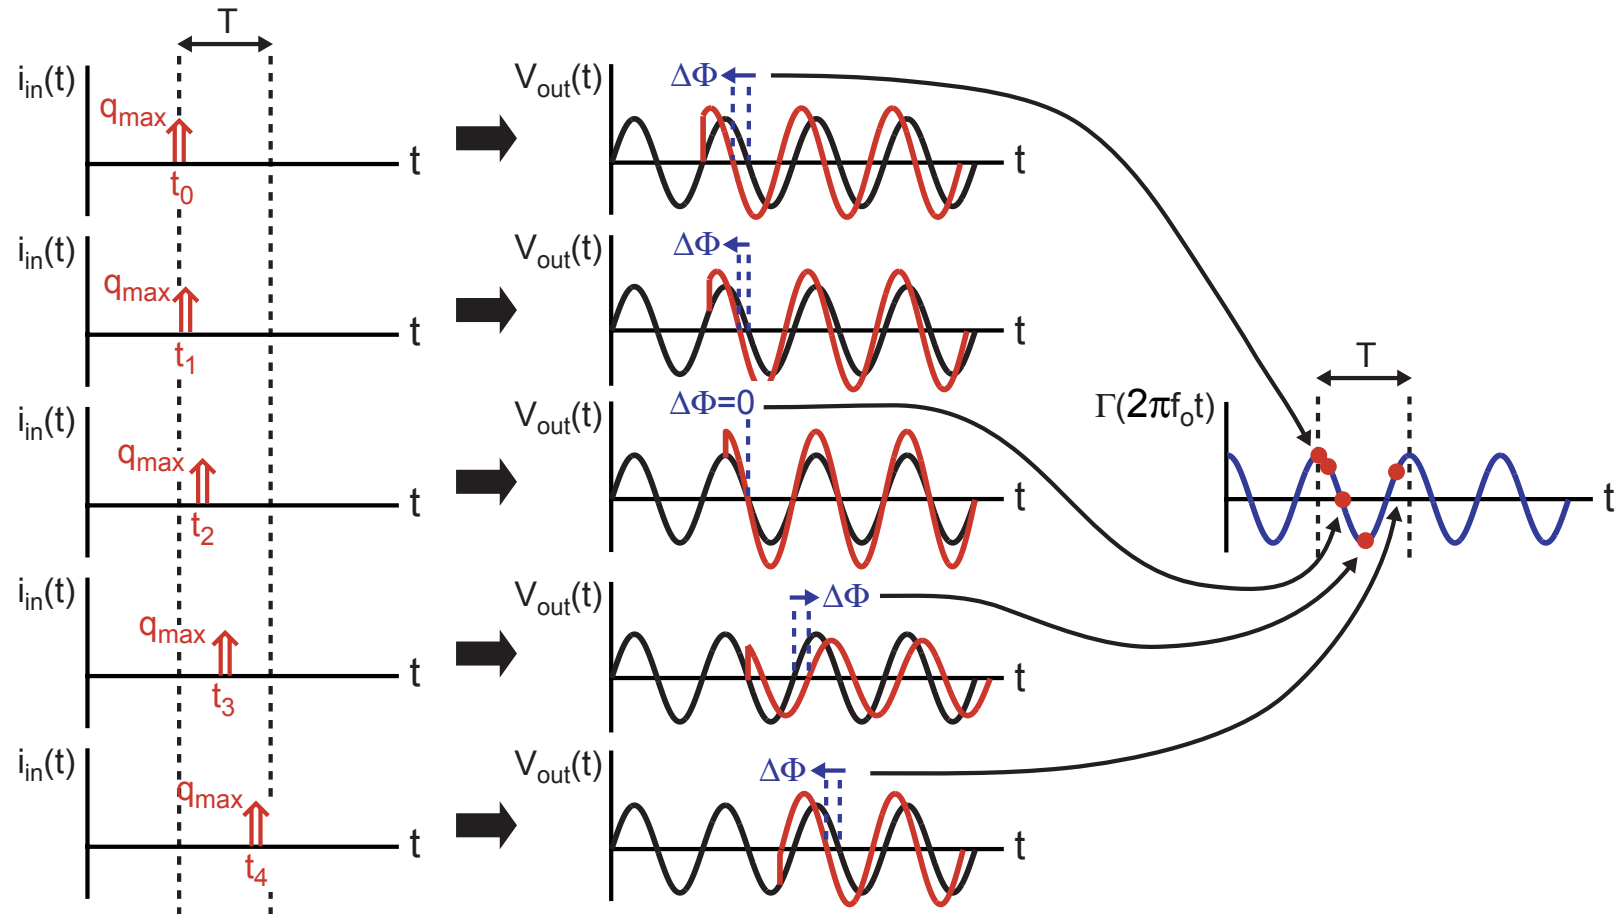 T
i_in(t)
q_max
t_0
t
V_out(t)
ΔΦ
t
i_in(t)
q_max
t_1
t
V_out(t)
ΔΦ
t
i_in(t)
q_max
t_2
t
V_out(t)
ΔΦ=0
t
T
Γ(2πf_ot)
t
i_in(t)
q_max
t_3
t
V_out(t)
ΔΦ
t
i_in(t)
q_max
t_4
t
V_out(t)
ΔΦ
t